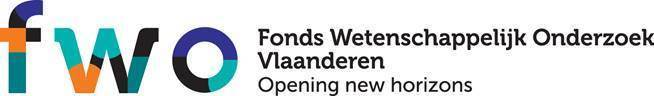 fwo
Fonds Wetenschappelijk Onderzoek
Vlaanderen
Opening new horizons